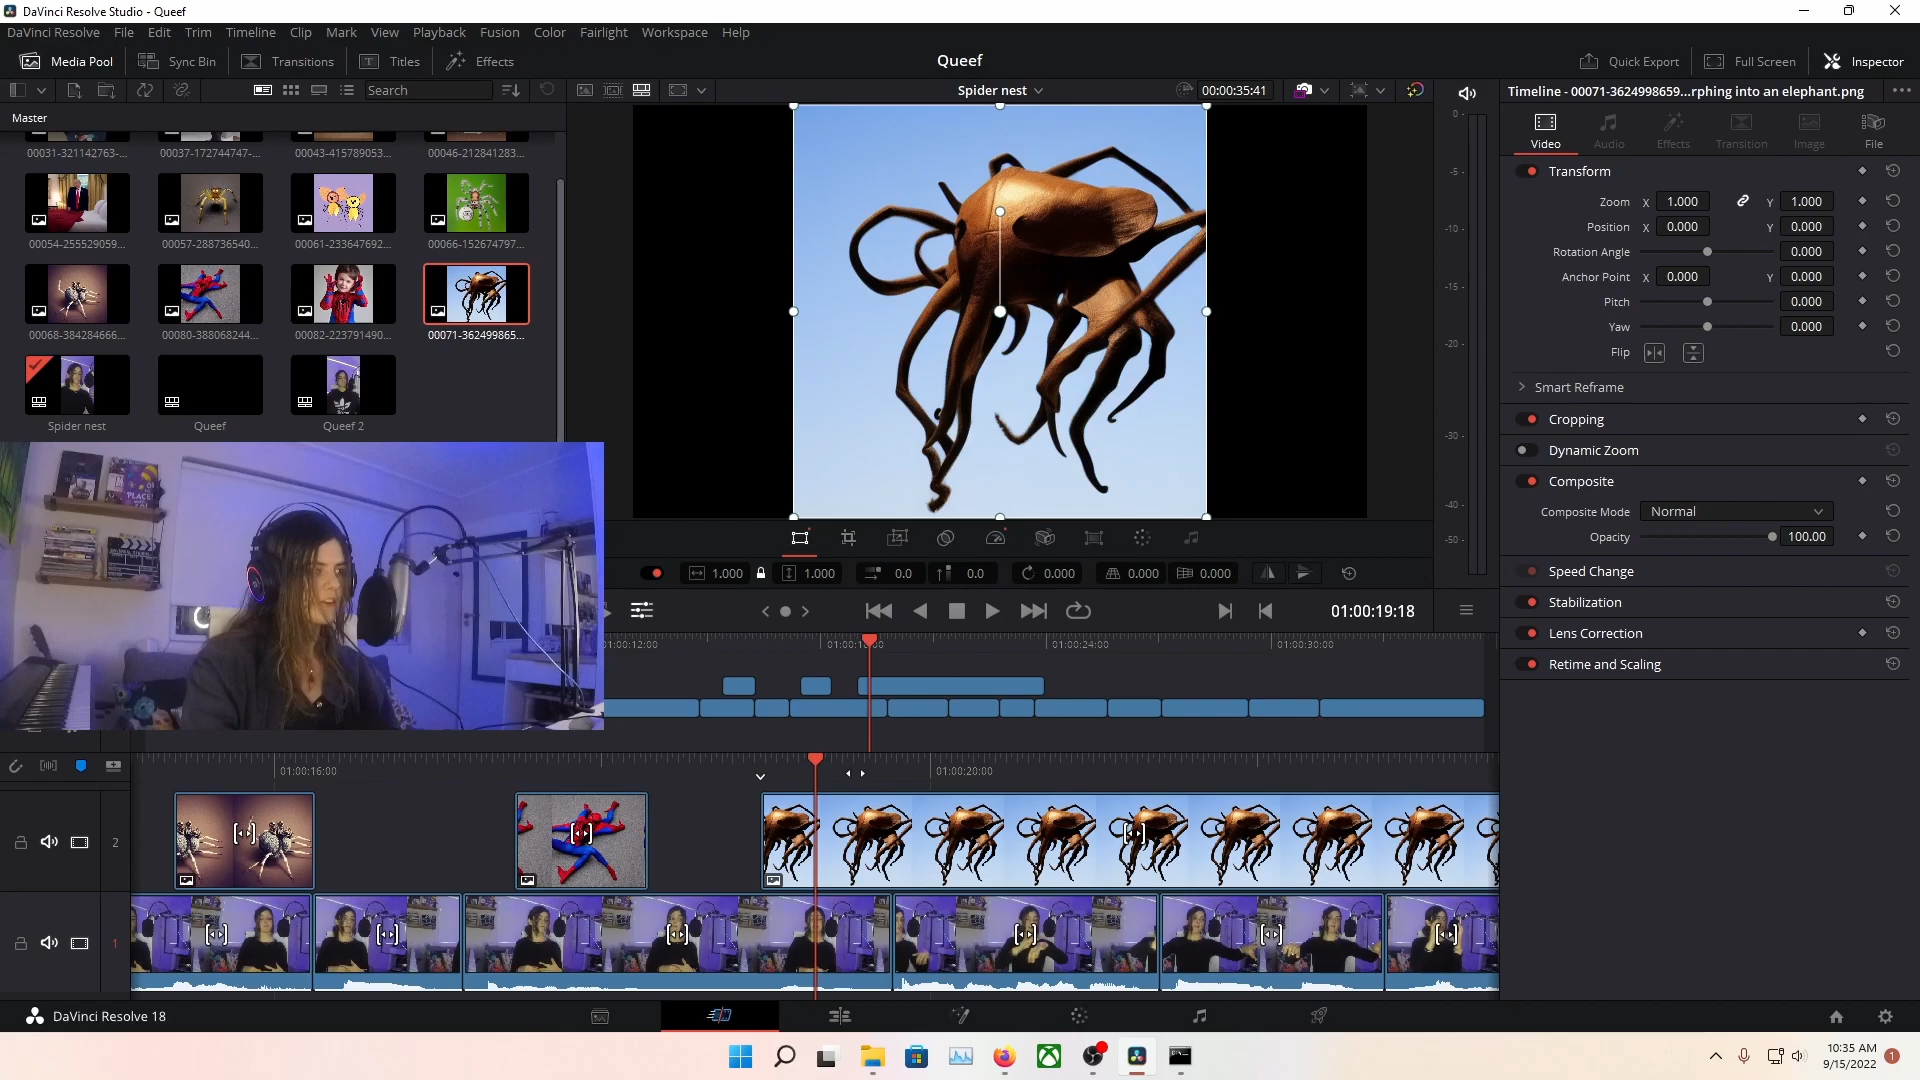 DaVinci Resolve Studio - Queef
DaVinci Resolve File Edit Trim Timeline Clip Mark View Playback Fusion Color Fairlight Workspace Help
Media Pool Sync Bin Transitions Titles Effects Queef Quick Export Full Screen Inspector
Search Spider nest 00:00:35:41 Timeline - 00071-3624998659...rphing into an elephant.png
Master
Video Audio Effects Transition Image File
00031-321142763-... 00037-172744747-... 00043-415789053... 00046-212841283...
00054-255529059... 00057-288736540... 00061-233647692... 00066-152674797...
00068-384284666... 00080-388068244... 00082-223791490... 00071-362499865...
Spider nest Queef Queef 2
0-
-5-
-10-
-15-
-20-
-30-
-40-
-50-
Transform
Zoom X 1.000 Y 1.000
Position X 0.000 Y 0.000
Rotation Angle 0.000
Anchor Point X 0.000 Y 0.000
Pitch 0.000
Yaw 0.000
Flip
Smart Reframe
Cropping
Dynamic Zoom
Composite
Composite Mode Normal
Opacity 100.00
Speed Change
Stabilization
Lens Correction
Retime and Scaling
1.000 1.000 0.0 0.0 0.000 0.000 0.000
01:00:19:18
01:00:12:00 01:00:18:00 01:00:24:00 01:00:30:00
01:00:16:00 01:00:20:00
2
1
DaVinci Resolve 18
10:35 AM
9/15/2022
1